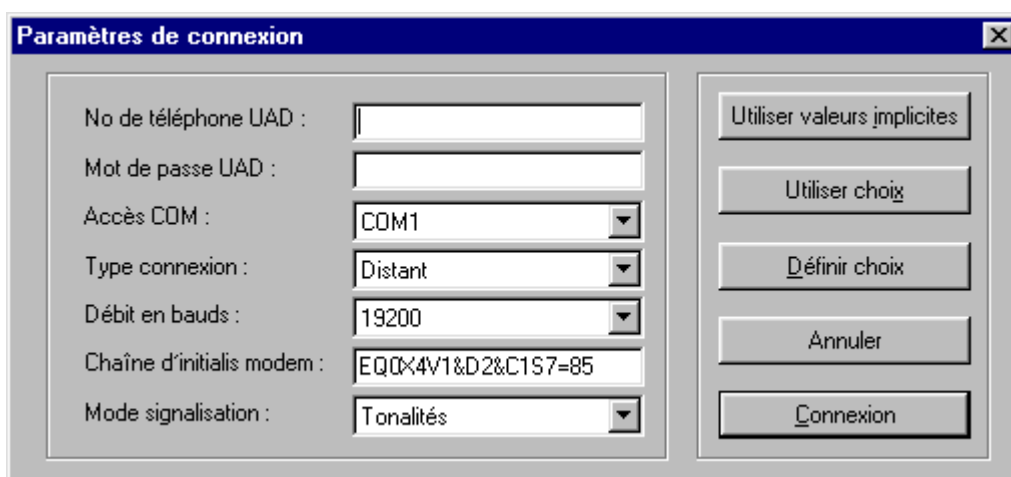 Paramètres de connexion
No de téléphone UAD :
Mot de passe UAD :
Accès COM :
COM1
Type connexion :
Distant
Débit en bauds :
19200
Chaîne d'initialis modem :
EQ0X4V1&D2&C1S7=85
Mode signalisation :
Tonalités
Utiliser valeurs implicites
Utiliser choix
Définir choix
Annuler
Connexion